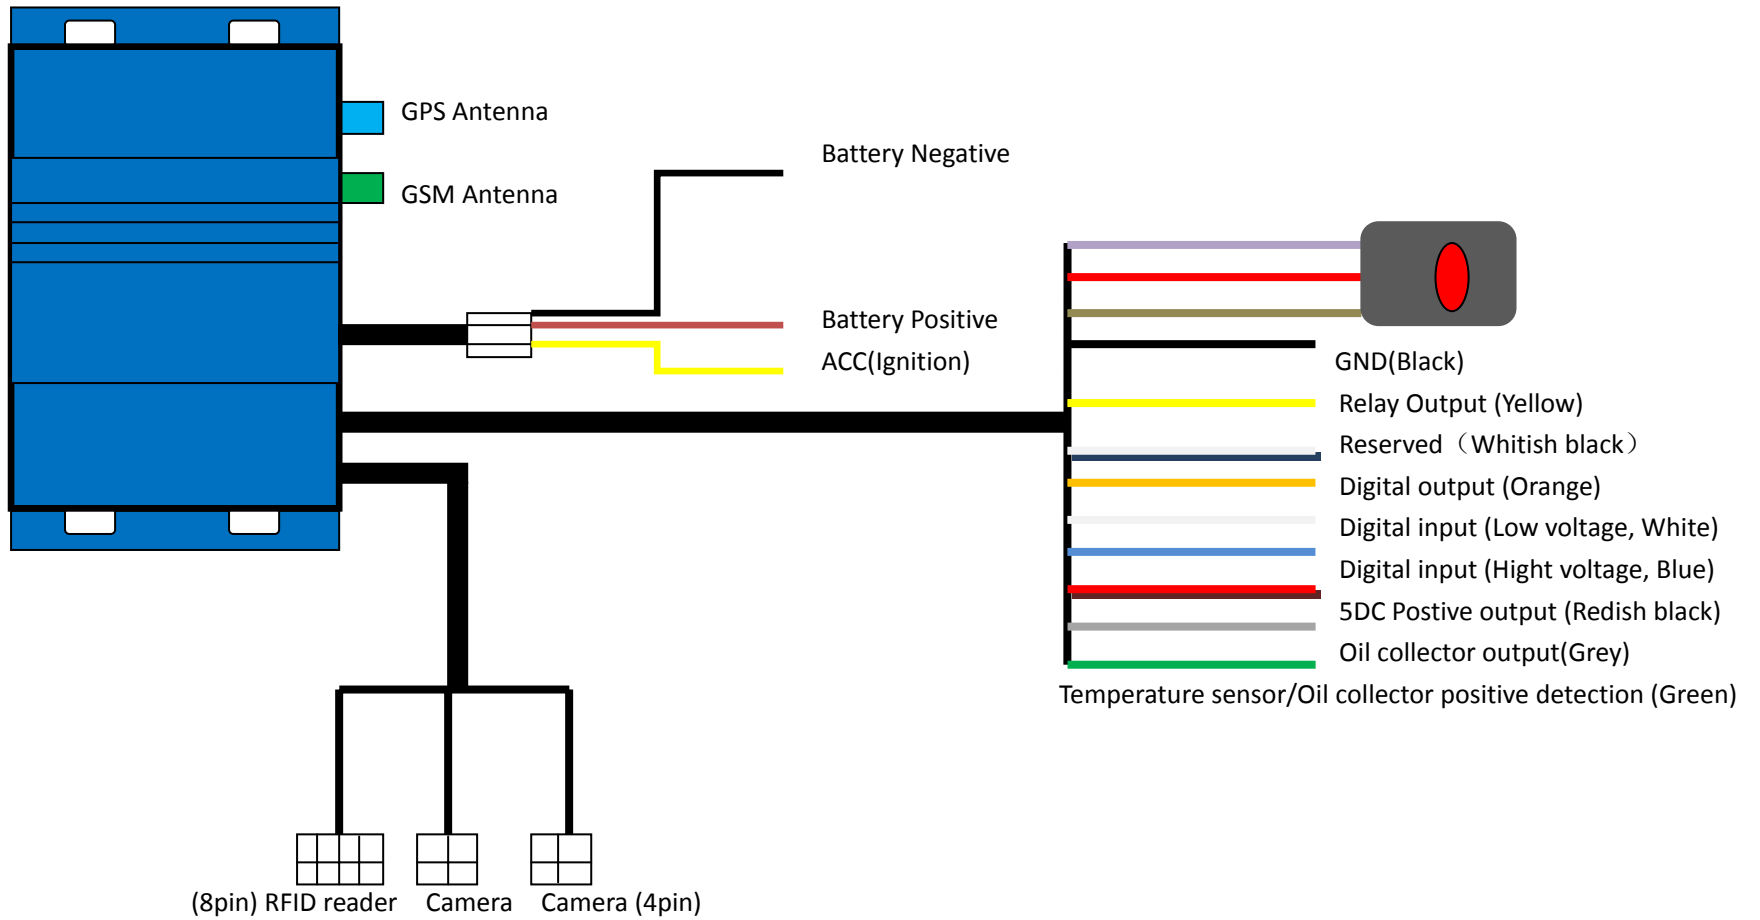 GPS Antenna
GSM Antenna
Battery Negative
Battery Positive
ACC(Ignition)
GND(Black)
Relay Output (Yellow)
Reserved（Whitish black）
Digital output (Orange)
Digital input (Low voltage, White)
Digital input (Hight voltage, Blue)
5DC Postive output (Redish black)
Oil collector output(Grey)
Temperature sensor/Oil collector positive detection (Green)
(8pin) RFID reader
Camera
Camera (4pin)